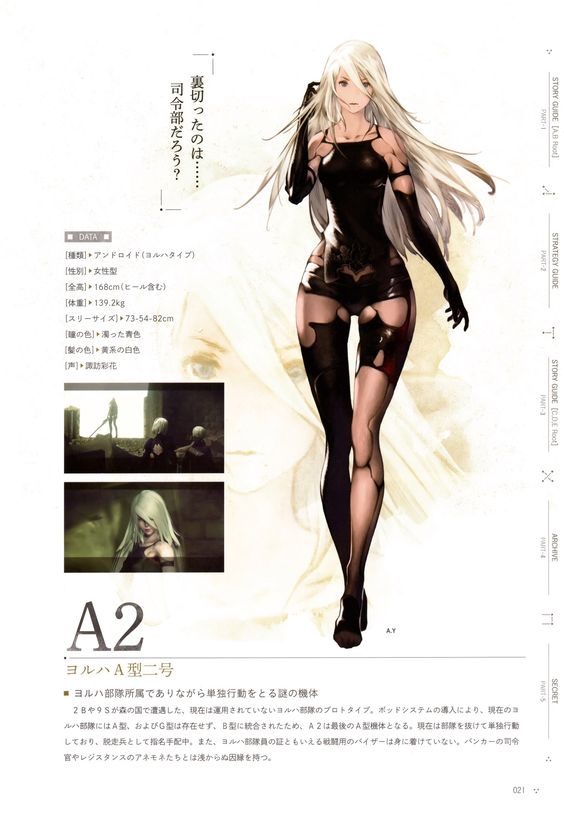 裏切ったのは……
司令部だろう?
DATA
[種類]▶アンドロイド(ヨルハタイプ)
[性別]▶女性型
[全高]▶168cm(ヒール含む)
[体重]▶139.2kg
[スリーサイズ]▶73-54-82cm
[瞳の色]▶濁った青色
[髪の色]▶黄系の白色
[声]▶諏訪彩花
A.Y
A2
ヨルハA型二号
■ ヨルハ部隊所属でありながら単独行動をとる謎の機体
2Bや9Sが森の国で遭遇した、現在は運用されていないヨルハ部隊のプロトタイプ。ポッドシステムの導入により、現在のヨ
ルハ部隊にはA型、およびG型は存在せず、B型に統合されたため、A2は最後のA型機体となる。現在は部隊を抜けて単独行動
しており、脱走兵として指名手配中。また、ヨルハ部隊員の証ともいえる戦闘用のバイザーは身に着けていない。バンカーの司令
官やレジスタンスのアネモネたちとは浅からぬ因縁を持つ。
STORY GUIDE [A,B Root]
PART-1
STRATEGY GUIDE
PART-2
STORY GUIDE [C,D,E Root]
PART-3
ARCHIVE
PART-4
SECRET
PART-5
021